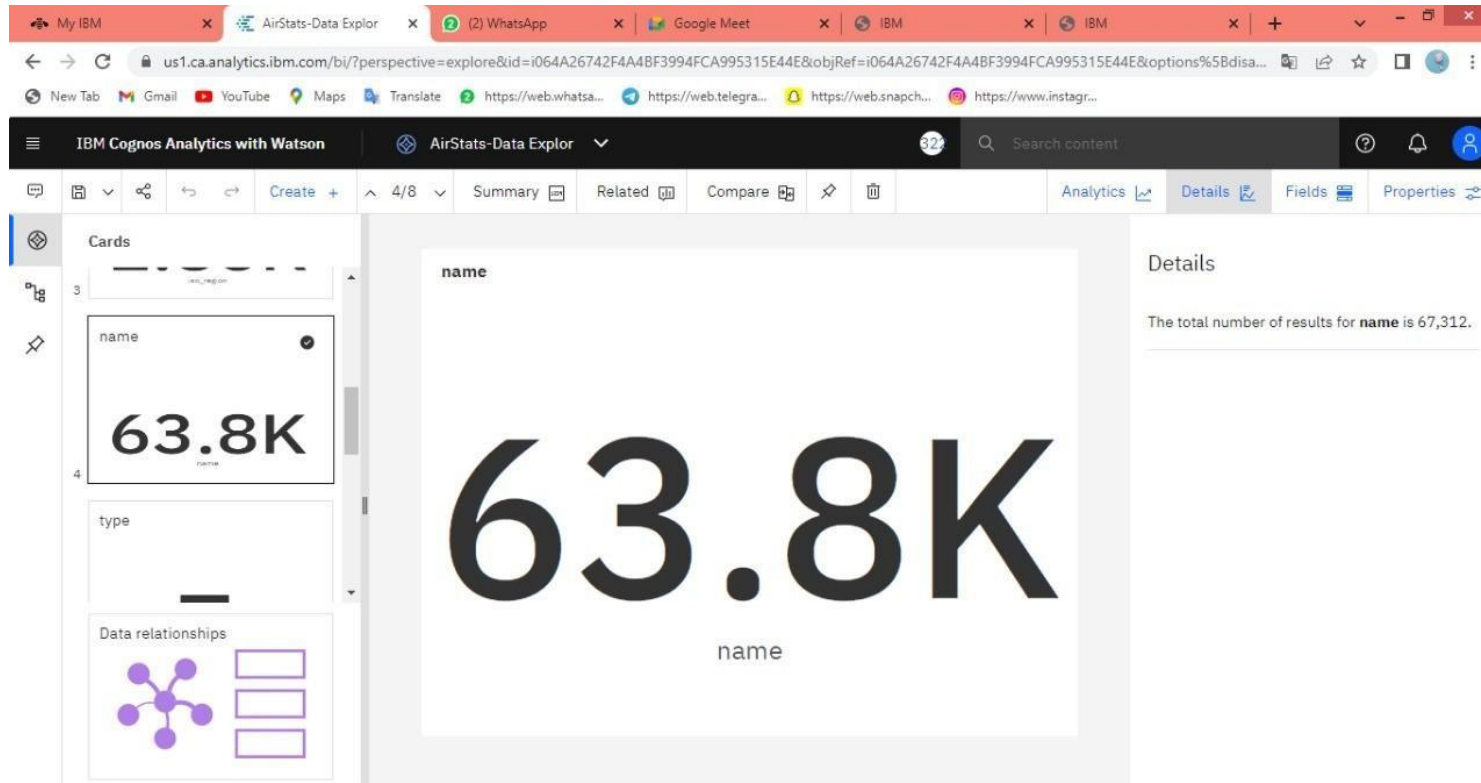 My IBM
AirStats-Data Explor
(2) WhatsApp
Google Meet
IBM
IBM
us1.ca.analytics.ibm.com/bi/?perspective=explore&id=i064A26742F4A4BF3994FCA995315E44E&objRef=i064A26742F4A4BF3994FCA995315E44E&options%5Bdisa...
New Tab
Gmail
YouTube
Maps
Translate
https://web.whatsa...
https://web.telegra...
https://web.snapch...
https://www.instagr...
IBM Cognos Analytics with Watson
AirStats-Data Explor
322
Search content
Create +
4/8
Summary
Related
Compare
Analytics
Details
Fields
Properties
Cards
3
iso_region
name
63.8K
name
4
type
Data relationships
name
63.8K
name
Details
The total number of results for name is 67,312.